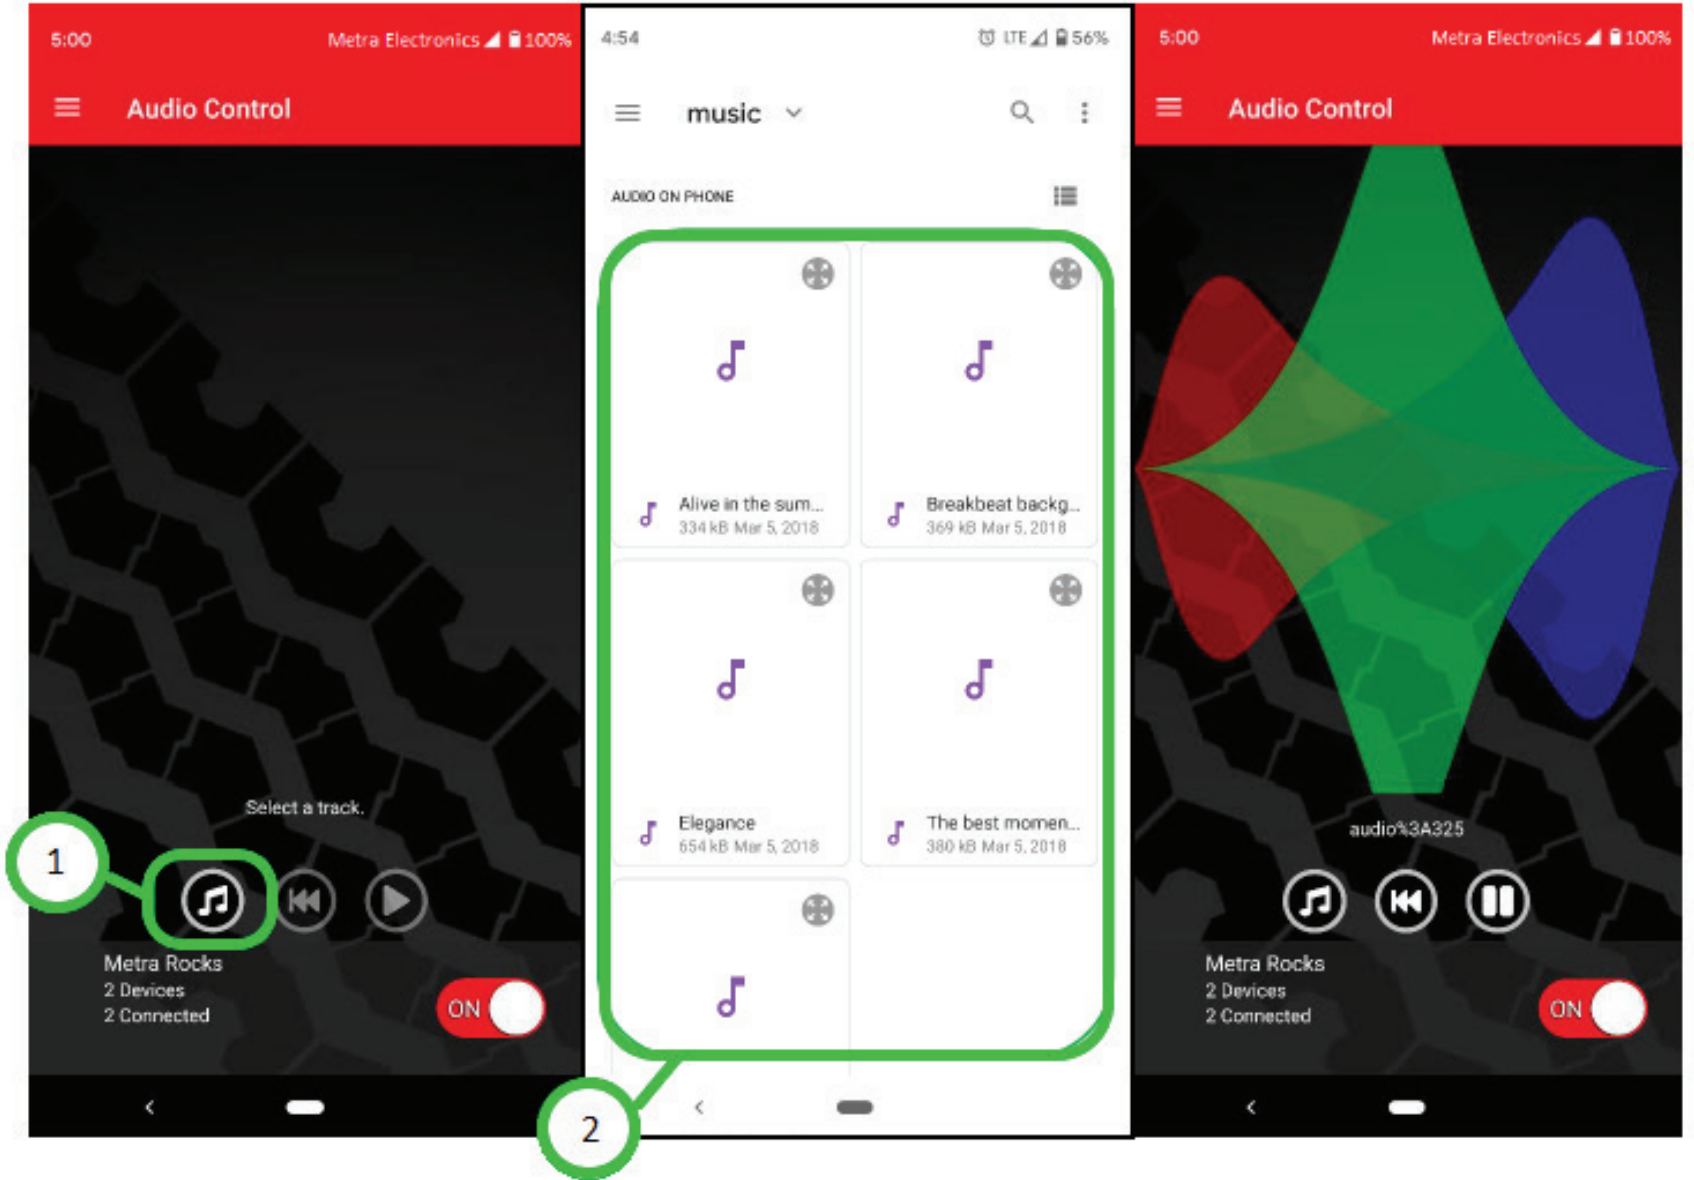 5:00
Metra Electronics 100%
Audio Control
Select a track.
1
Metra Rocks
2 Devices
2 Connected
ON
4:54
LTE 56%
music
AUDIO ON PHONE
Alive in the sum...
334 kB Mar 5, 2018
Breakbeat backg...
369 kB Mar 5, 2018
Elegance
654 kB Mar 5, 2018
The best momen...
380 kB Mar 5, 2018
2
5:00
Metra Electronics 100%
Audio Control
audio%3A325
Metra Rocks
2 Devices
2 Connected
ON